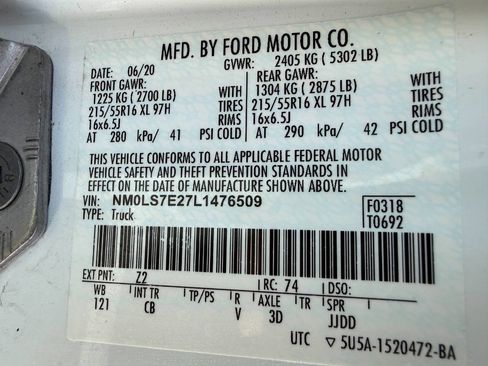 MFD. BY FORD MOTOR CO.
DATE: 06/20 GVWR: 2405 KG ( 5302 LB)
FRONT GAWR: REAR GAWR:
1225 KG ( 2700 LB) 1304 KG ( 2875 LB)
215/55R16 XL 97H TIRES 215/55R16 XL 97H TIRES
16x6.5J RIMS 16x6.5J RIMS
AT 280 kPa/ 41 PSI COLD AT 290 kPa/ 42 PSI COLD
THIS VEHICLE CONFORMS TO ALL APPLICABLE FEDERAL MOTOR
VEHICLE SAFETY AND THEFT PREVENTION STANDARDS IN EFFECT ON
THE DATE OF MANUFACTURE SHOWN ABOVE.
VIN: NM0LS7E27L1476509 F0318
TYPE: Truck T0692
EXT PNT: Z2 RC: 74 DSO:
WB INT TR TP/PS R AXLE TR SPR
121 CB V 3D JJDD
UTC ▽ 5U5A-1520472-BA